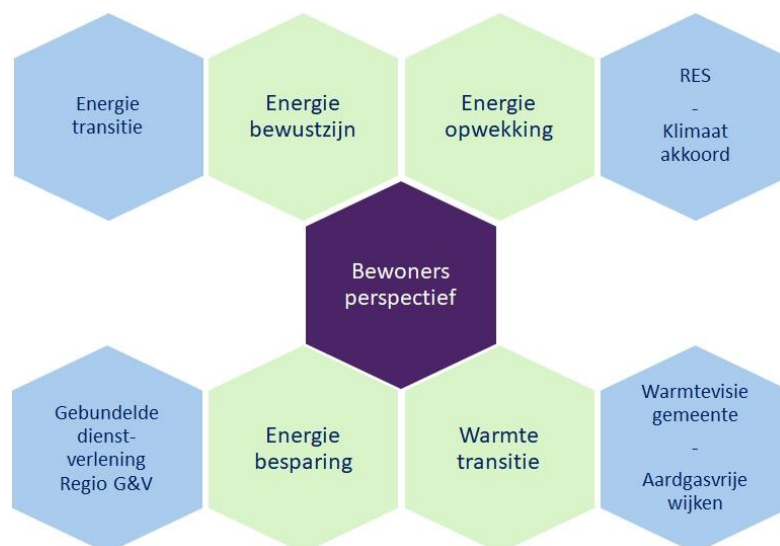 Energie
transitie
Energie
bewustzijn
Energie
opwekking
RES
-
Klimaat
akkoord
Bewoners
perspectief
Gebundelde
dienst-
verlening
Regio G&V
Energie
besparing
Warmte
transitie
Warmtevisie
gemeente
-
Aardgasvrije
wijken